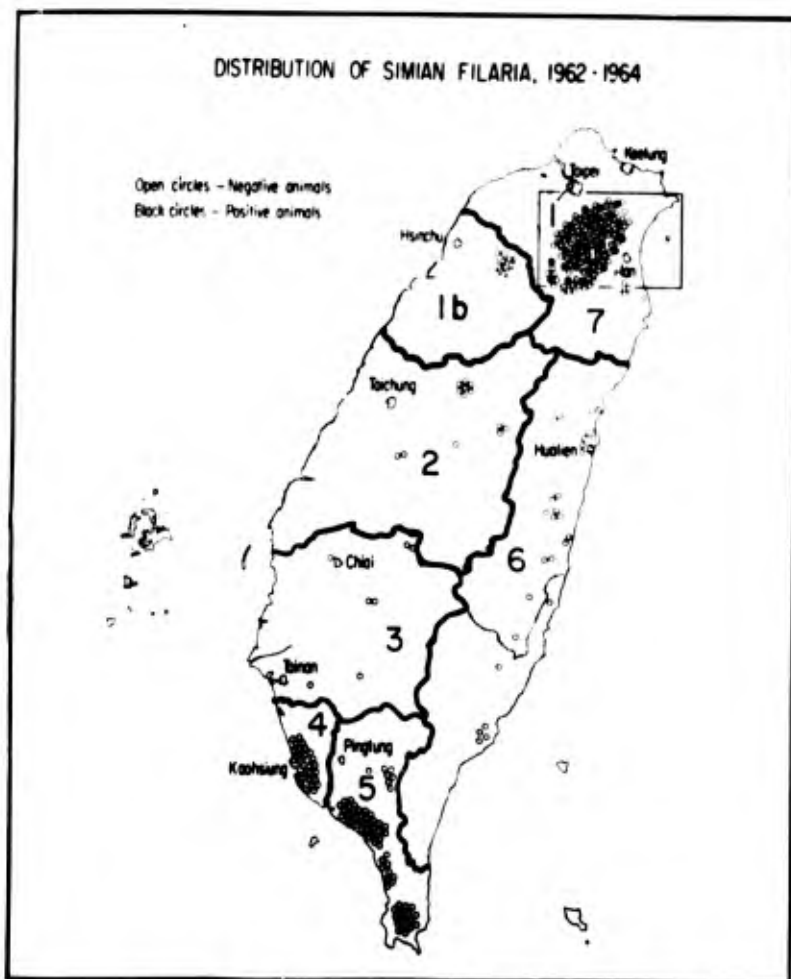 DISTRIBUTION OF SIMIAN FILARIA, 1962 - 1964
Open circles - Negative animals
Black circles - Positive animals
Keelung
Taipei
1
Hsinchu
Ilan
1b
7
Taichung
2
Hualien
Chiai
6
3
Tainan
4
Pingtung
Kaohsiung
5